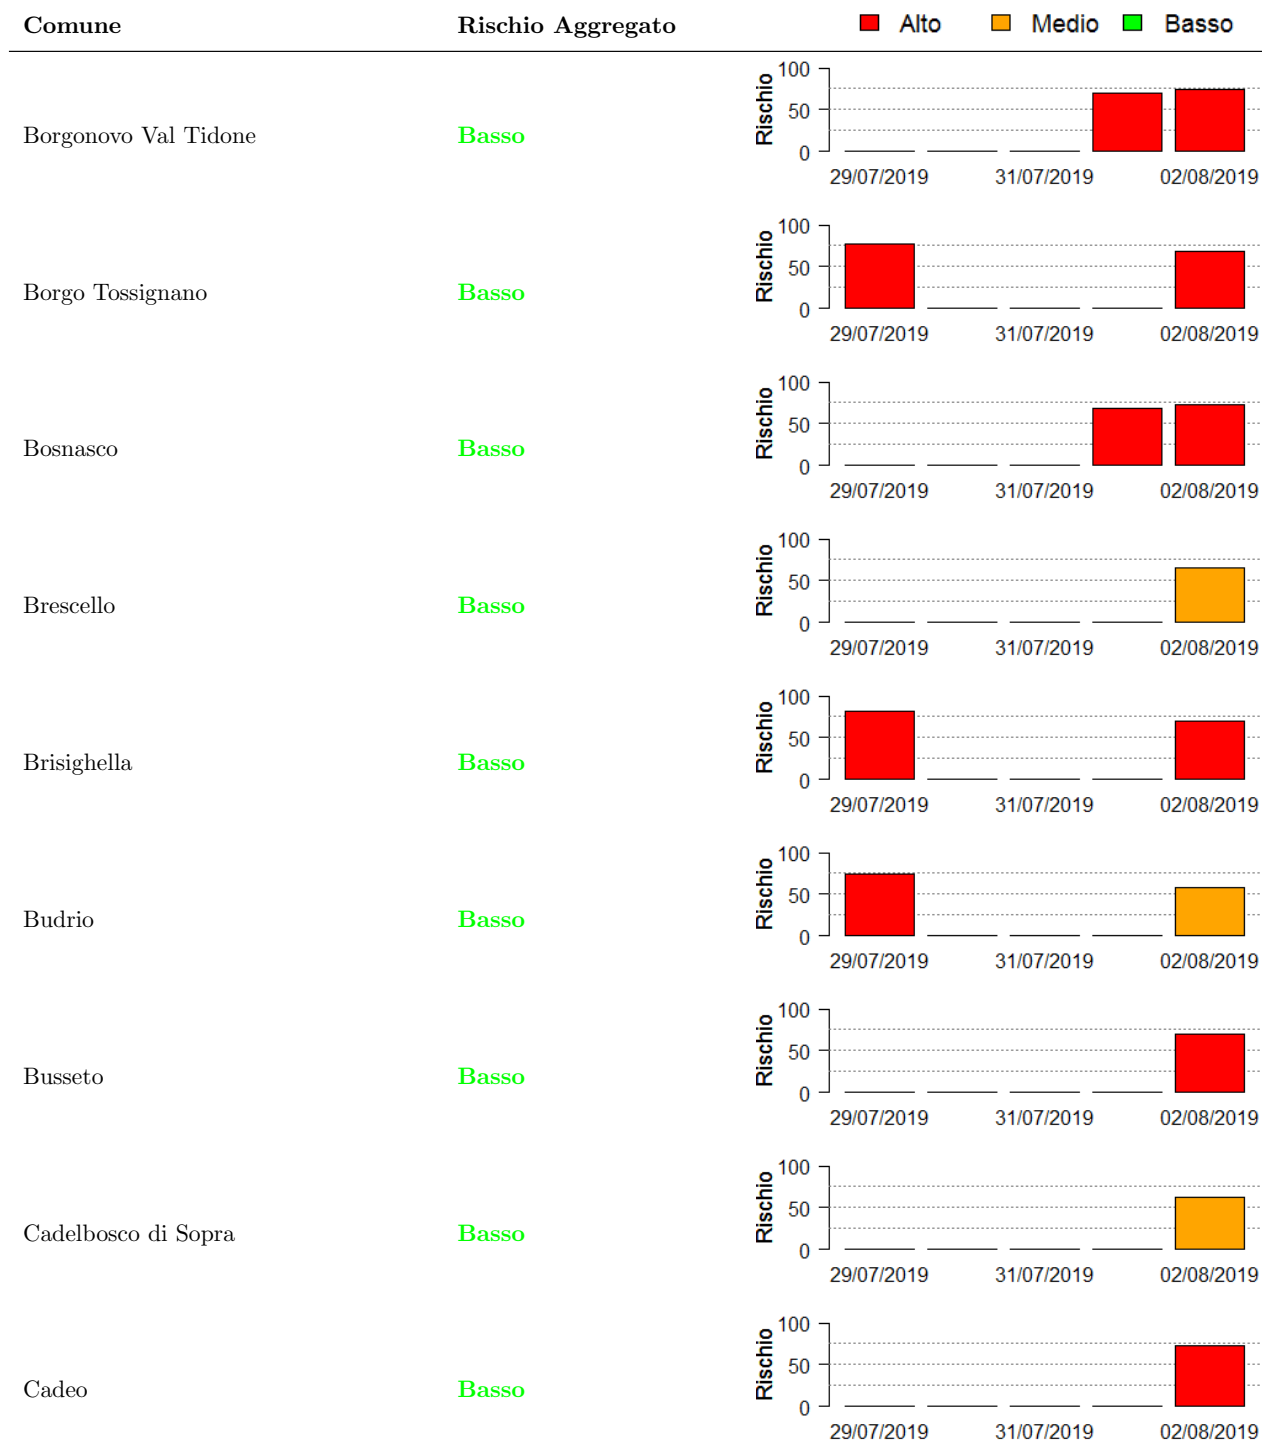 Comune Rischio Aggregato Alto Medio Basso
Borgonovo Val Tidone Basso
Rischio
100
50
0
29/07/2019 31/07/2019 02/08/2019
Borgo Tossignano Basso
Rischio
100
50
0
29/07/2019 31/07/2019 02/08/2019
Bosnasco Basso
Rischio
100
50
0
29/07/2019 31/07/2019 02/08/2019
Brescello Basso
Rischio
100
50
0
29/07/2019 31/07/2019 02/08/2019
Brisighella Basso
Rischio
100
50
0
29/07/2019 31/07/2019 02/08/2019
Budrio Basso
Rischio
100
50
0
29/07/2019 31/07/2019 02/08/2019
Busseto Basso
Rischio
100
50
0
29/07/2019 31/07/2019 02/08/2019
Cadelbosco di Sopra Basso
Rischio
100
50
0
29/07/2019 31/07/2019 02/08/2019
Cadeo Basso
Rischio
100
50
0
29/07/2019 31/07/2019 02/08/2019